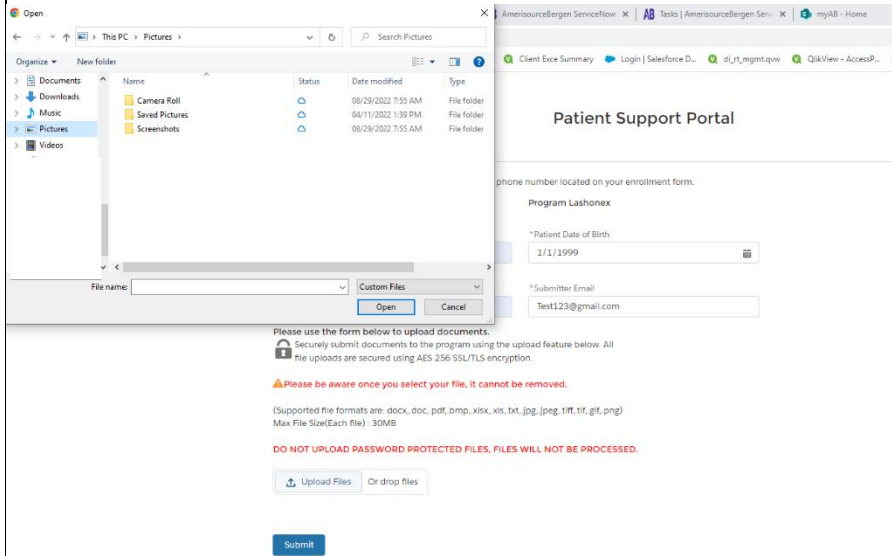 Open
AmerisourceBergen ServiceNow
AB Tasks | AmerisourceBergen Serv
myAB - Home
This PC > Pictures >
Search Pictures
Organize
New folder
Client Exce Summary
Login | Salesforce D...
di_rt_mgmt.qvw
QlikView - AccessP...
Documents
Downloads
Music
Pictures
Videos
Name
Status
Date modified
Type
Camera Roll
08/29/2022 7:55 AM
File folder
Saved Pictures
04/11/2022 1:39 PM
File folder
Screenshots
08/29/2022 7:55 AM
File folder
File name:
Custom Files
Open
Cancel
Patient Support Portal
phone number located on your enrollment form.
Program Lashonex
*Patient Date of Birth
1/1/1999
*Submitter Email
Test123@gmail.com
Please use the form below to upload documents.
Securely submit documents to the program using the upload feature below. All
file uploads are secured using AES 256 SSL/TLS encryption.
Please be aware once you select your file, it cannot be removed.
(Supported file formats are: docx, doc, pdf, bmp, xlsx, xls, txt, jpg, jpeg, tiff, tif, gif, png)
Max File Size(Each file) : 30MB
DO NOT UPLOAD PASSWORD PROTECTED FILES, FILES WILL NOT BE PROCESSED.
Upload Files
Or drop files
Submit